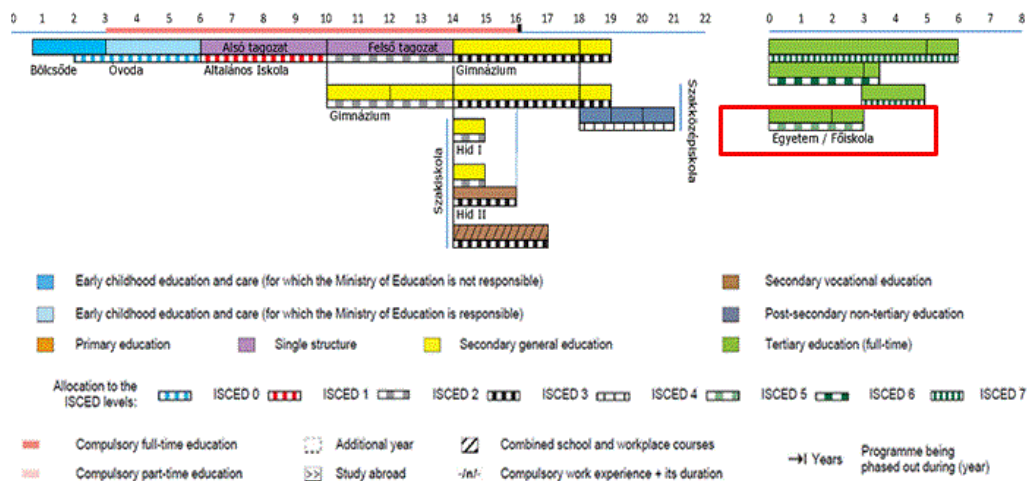 0 1 2 3 4 5 6 7 8 9 10 11 12 13 14 15 16 17 18 19 20 21 22 0 1 2 3 4 5 6 7 8
Alsó tagozat Felső tagozat
Bölcsőde Óvoda Általános Iskola Gimnázium
Gimnázium
Szakközépiskola
Egyetem / Főiskola
Szakiskola
Híd I
Híd II
Early childhood education and care (for which the Ministry of Education is not responsible) Secondary vocational education
Early childhood education and care (for which the Ministry of Education is responsible) Post-secondary non-tertiary education
Primary education Single structure Secondary general education Tertiary education (full-time)
Allocation to the
ISCED levels: ISCED 0 ISCED 1 ISCED 2 ISCED 3 ISCED 4 ISCED 5 ISCED 6 ISCED 7
Compulsory full-time education Additional year Combined school and workplace courses
Compulsory part-time education >> Study abroad -/n/- Compulsory work experience + its duration
Years Programme being
phased out during (year)